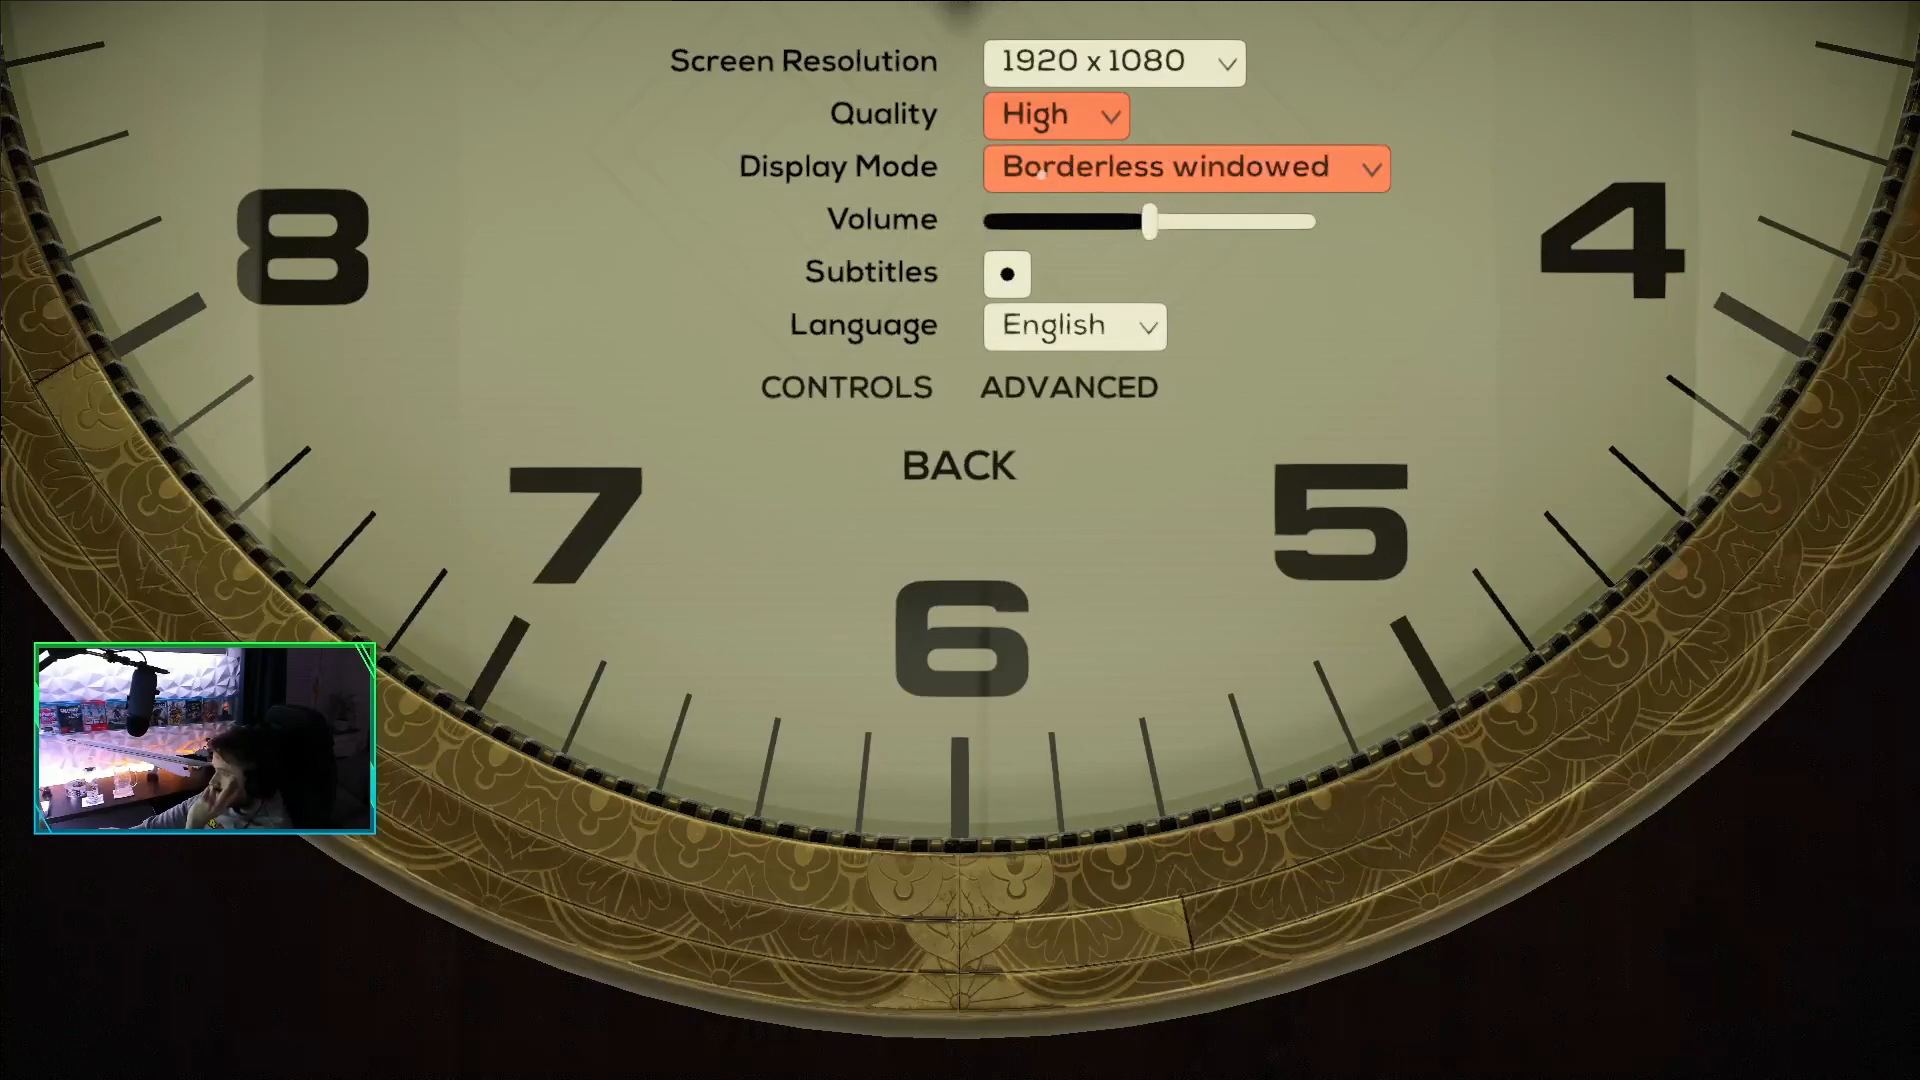 Screen Resolution 1920 x 1080
Quality High
Display Mode Borderless windowed
Volume
Subtitles
Language English
CONTROLS ADVANCED
BACK
8 4
7 5
6